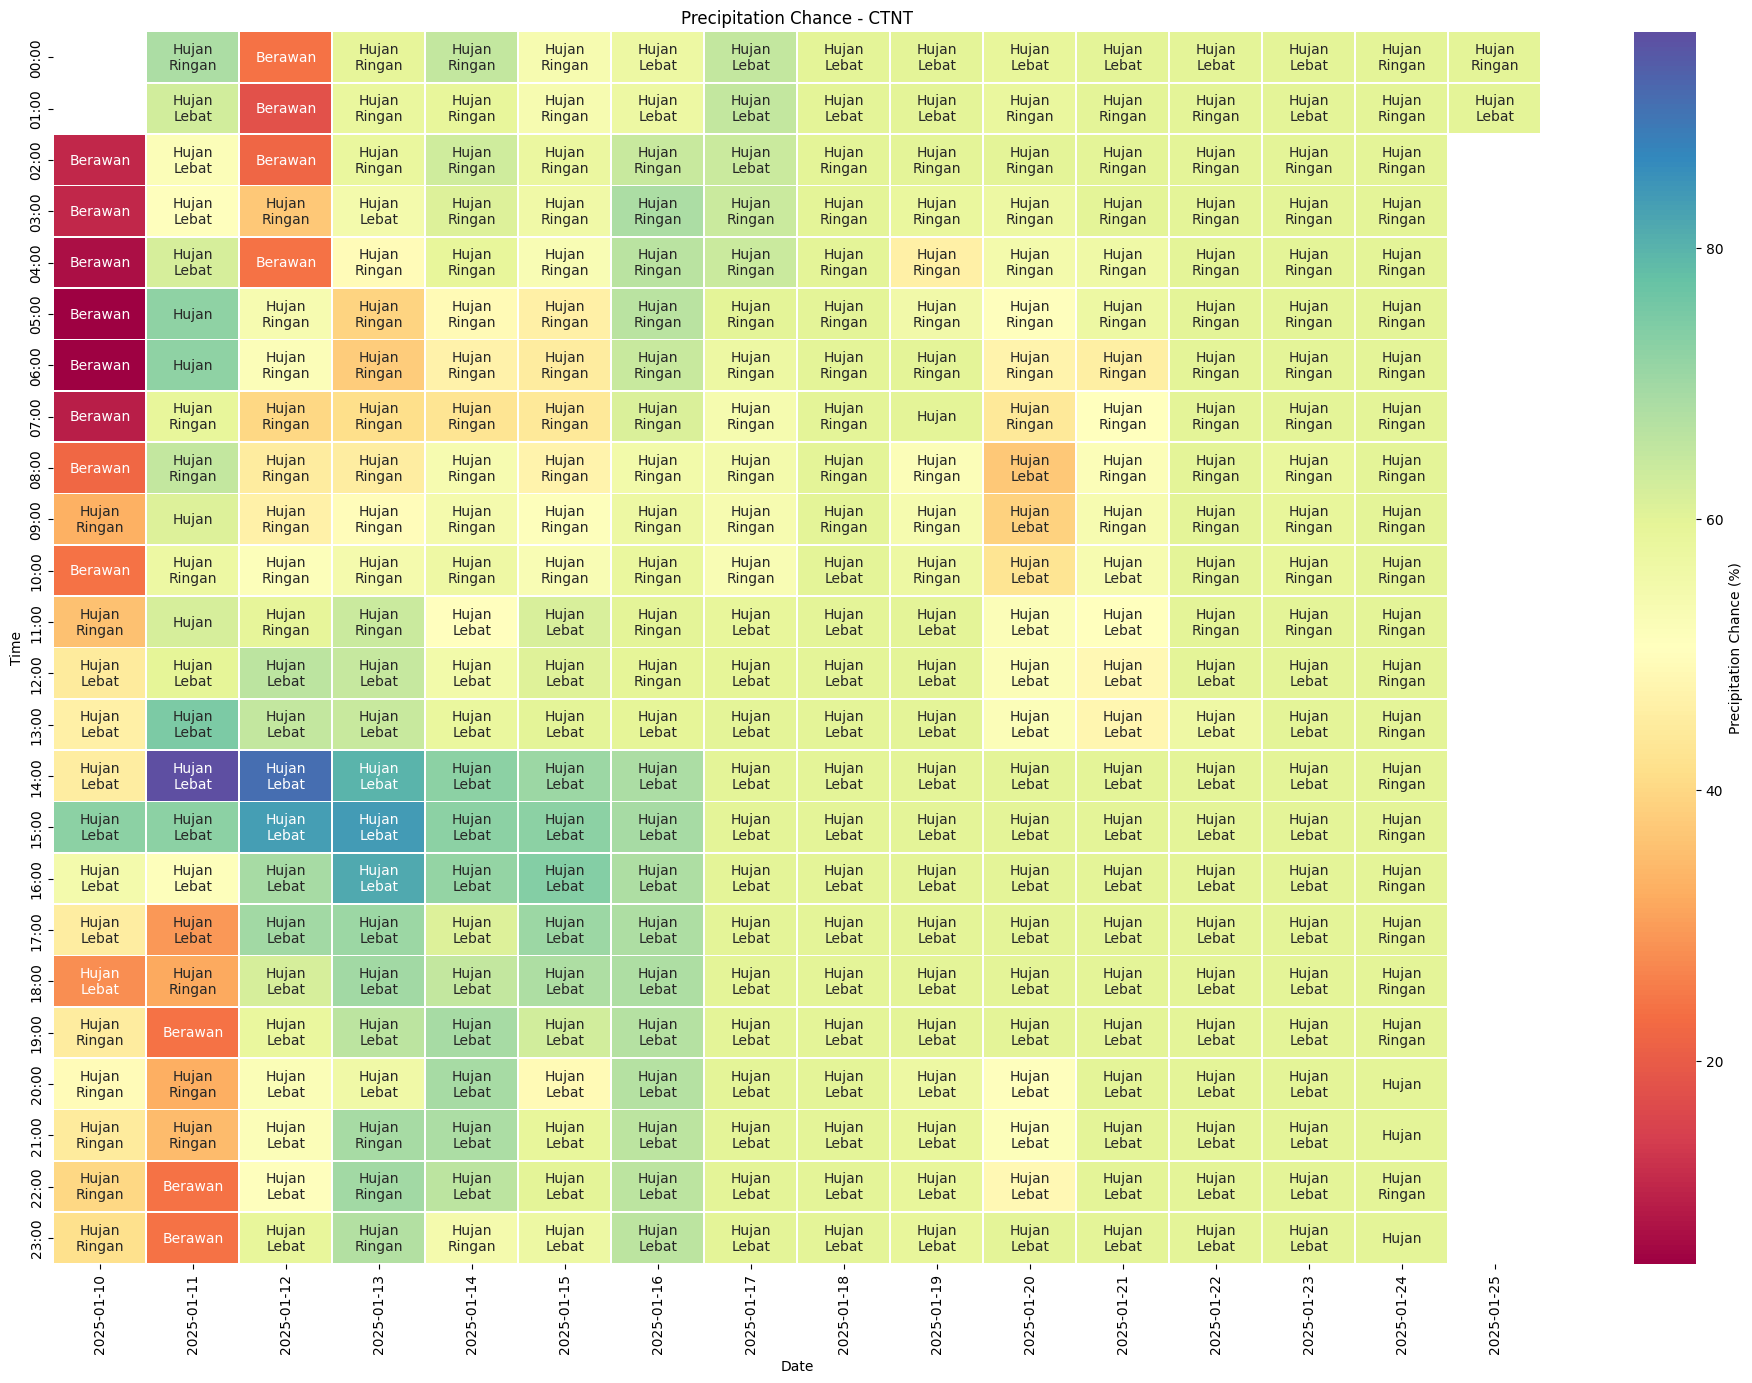 Precipitation Chance - CTNT
00:00 Hujan Ringan Berawan Hujan Ringan Hujan Ringan Hujan Ringan Hujan Lebat Hujan Lebat Hujan Lebat Hujan Lebat Hujan Lebat Hujan Lebat Hujan Lebat Hujan Lebat Hujan Ringan Hujan Ringan
01:00 Hujan Lebat Berawan Hujan Ringan Hujan Ringan Hujan Ringan Hujan Lebat Hujan Lebat Hujan Lebat Hujan Lebat Hujan Ringan Hujan Ringan Hujan Ringan Hujan Lebat Hujan Ringan Hujan Lebat
02:00 Berawan Hujan Lebat Berawan Hujan Ringan Hujan Ringan Hujan Ringan Hujan Ringan Hujan Lebat Hujan Ringan Hujan Ringan Hujan Ringan Hujan Ringan Hujan Ringan Hujan Ringan Hujan Ringan
03:00 Berawan Hujan Lebat Hujan Ringan Hujan Lebat Hujan Ringan Hujan Ringan Hujan Ringan Hujan Ringan Hujan Ringan Hujan Ringan Hujan Ringan Hujan Ringan Hujan Ringan Hujan Ringan Hujan Ringan
04:00 Berawan Hujan Lebat Berawan Hujan Ringan Hujan Ringan Hujan Ringan Hujan Ringan Hujan Ringan Hujan Ringan Hujan Ringan Hujan Ringan Hujan Ringan Hujan Ringan Hujan Ringan Hujan Ringan
05:00 Berawan Hujan Hujan Ringan Hujan Ringan Hujan Ringan Hujan Ringan Hujan Ringan Hujan Ringan Hujan Ringan Hujan Ringan Hujan Ringan Hujan Ringan Hujan Ringan Hujan Ringan Hujan Ringan
06:00 Berawan Hujan Hujan Ringan Hujan Ringan Hujan Ringan Hujan Ringan Hujan Ringan Hujan Ringan Hujan Ringan Hujan Ringan Hujan Ringan Hujan Ringan Hujan Ringan Hujan Ringan Hujan Ringan
07:00 Berawan Hujan Ringan Hujan Ringan Hujan Ringan Hujan Ringan Hujan Ringan Hujan Ringan Hujan Ringan Hujan Ringan Hujan Hujan Ringan Hujan Ringan Hujan Ringan Hujan Ringan Hujan Ringan
08:00 Berawan Hujan Ringan Hujan Ringan Hujan Ringan Hujan Ringan Hujan Ringan Hujan Ringan Hujan Ringan Hujan Ringan Hujan Ringan Hujan Lebat Hujan Ringan Hujan Ringan Hujan Ringan Hujan Ringan
09:00 Hujan Ringan Hujan Hujan Ringan Hujan Ringan Hujan Ringan Hujan Ringan Hujan Ringan Hujan Ringan Hujan Ringan Hujan Ringan Hujan Lebat Hujan Ringan Hujan Ringan Hujan Ringan Hujan Ringan
10:00 Berawan Hujan Ringan Hujan Ringan Hujan Ringan Hujan Ringan Hujan Ringan Hujan Ringan Hujan Ringan Hujan Lebat Hujan Ringan Hujan Lebat Hujan Lebat Hujan Ringan Hujan Ringan Hujan Ringan
11:00 Hujan Ringan Hujan Hujan Ringan Hujan Ringan Hujan Lebat Hujan Lebat Hujan Ringan Hujan Lebat Hujan Lebat Hujan Lebat Hujan Lebat Hujan Lebat Hujan Ringan Hujan Ringan Hujan Ringan
12:00 Hujan Lebat Hujan Lebat Hujan Lebat Hujan Lebat Hujan Lebat Hujan Lebat Hujan Ringan Hujan Lebat Hujan Lebat Hujan Lebat Hujan Lebat Hujan Lebat Hujan Lebat Hujan Lebat Hujan Ringan
13:00 Hujan Lebat Hujan Lebat Hujan Lebat Hujan Lebat Hujan Lebat Hujan Lebat Hujan Lebat Hujan Lebat Hujan Lebat Hujan Lebat Hujan Lebat Hujan Lebat Hujan Lebat Hujan Lebat Hujan Ringan
14:00 Hujan Lebat Hujan Lebat Hujan Lebat Hujan Lebat Hujan Lebat Hujan Lebat Hujan Lebat Hujan Lebat Hujan Lebat Hujan Lebat Hujan Lebat Hujan Lebat Hujan Lebat Hujan Lebat Hujan Ringan
15:00 Hujan Lebat Hujan Lebat Hujan Lebat Hujan Lebat Hujan Lebat Hujan Lebat Hujan Lebat Hujan Lebat Hujan Lebat Hujan Lebat Hujan Lebat Hujan Lebat Hujan Lebat Hujan Lebat Hujan Ringan
16:00 Hujan Lebat Hujan Lebat Hujan Lebat Hujan Lebat Hujan Lebat Hujan Lebat Hujan Lebat Hujan Lebat Hujan Lebat Hujan Lebat Hujan Lebat Hujan Lebat Hujan Lebat Hujan Lebat Hujan Ringan
17:00 Hujan Lebat Hujan Lebat Hujan Lebat Hujan Lebat Hujan Lebat Hujan Lebat Hujan Lebat Hujan Lebat Hujan Lebat Hujan Lebat Hujan Lebat Hujan Lebat Hujan Lebat Hujan Lebat Hujan Ringan
18:00 Hujan Lebat Hujan Ringan Hujan Lebat Hujan Lebat Hujan Lebat Hujan Lebat Hujan Lebat Hujan Lebat Hujan Lebat Hujan Lebat Hujan Lebat Hujan Lebat Hujan Lebat Hujan Lebat Hujan Ringan
19:00 Hujan Ringan Berawan Hujan Lebat Hujan Lebat Hujan Lebat Hujan Lebat Hujan Lebat Hujan Lebat Hujan Lebat Hujan Lebat Hujan Lebat Hujan Lebat Hujan Lebat Hujan Lebat Hujan Ringan
20:00 Hujan Ringan Hujan Ringan Hujan Lebat Hujan Lebat Hujan Lebat Hujan Lebat Hujan Lebat Hujan Lebat Hujan Lebat Hujan Lebat Hujan Lebat Hujan Lebat Hujan Lebat Hujan Lebat Hujan
21:00 Hujan Ringan Hujan Ringan Hujan Lebat Hujan Ringan Hujan Lebat Hujan Lebat Hujan Lebat Hujan Lebat Hujan Lebat Hujan Lebat Hujan Lebat Hujan Lebat Hujan Lebat Hujan Lebat Hujan
22:00 Hujan Ringan Berawan Hujan Lebat Hujan Ringan Hujan Lebat Hujan Lebat Hujan Lebat Hujan Lebat Hujan Lebat Hujan Lebat Hujan Lebat Hujan Lebat Hujan Lebat Hujan Lebat Hujan Ringan
23:00 Hujan Ringan Berawan Hujan Lebat Hujan Ringan Hujan Ringan Hujan Lebat Hujan Lebat Hujan Lebat Hujan Lebat Hujan Lebat Hujan Lebat Hujan Lebat Hujan Lebat Hujan Lebat Hujan
Time
2025-01-10 2025-01-11 2025-01-12 2025-01-13 2025-01-14 2025-01-15 2025-01-16 2025-01-17 2025-01-18 2025-01-19 2025-01-20 2025-01-21 2025-01-22 2025-01-23 2025-01-24 2025-01-25
Date
80
60
40
20
Precipitation Chance (%)